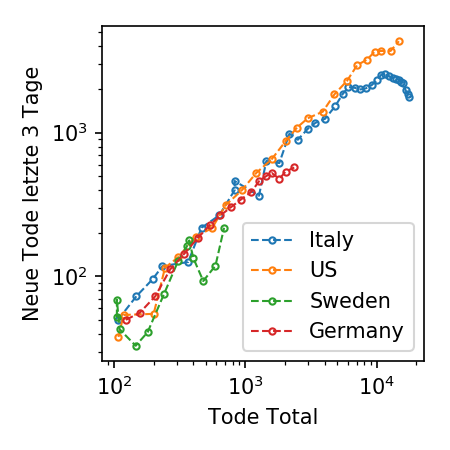 Neue Tode letzte 3 Tage
10³
10²
Italy
US
Sweden
Germany
10² 10³ 10⁴
Tode Total